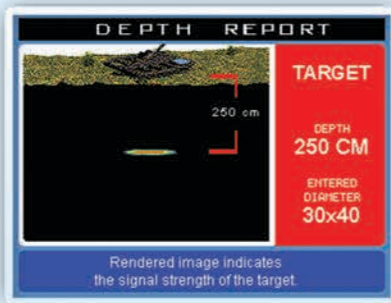 DEPTH REPORT
250 cm
TARGET
DEPTH
250 CM
ENTERED
DIAMETER
30x40
Rendered image indicates
the signal strength of the target.